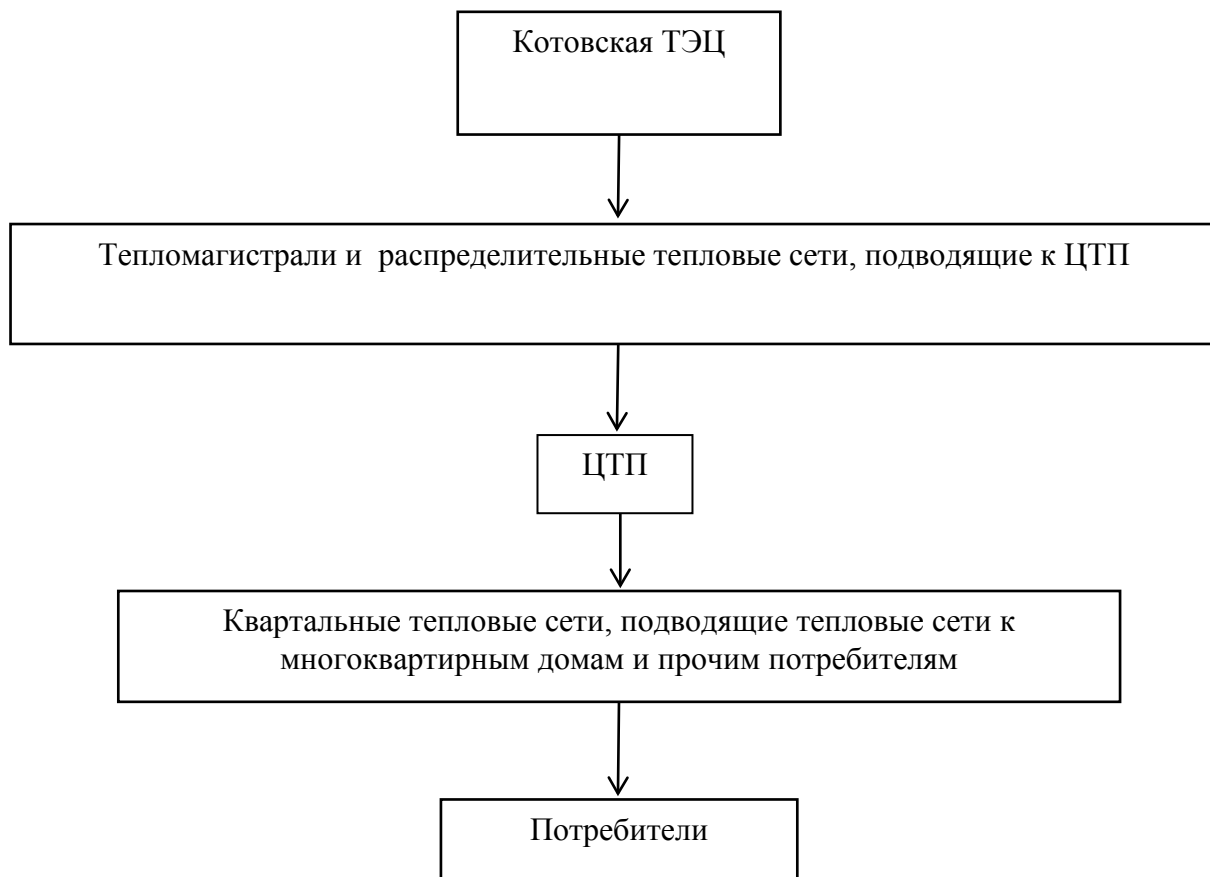 Котовская ТЭЦ
Тепломагистрали и распределительные тепловые сети, подводящие к ЦТП
ЦТП
Квартальные тепловые сети, подводящие тепловые сети к
многоквартирным домам и прочим потребителям
Потребители